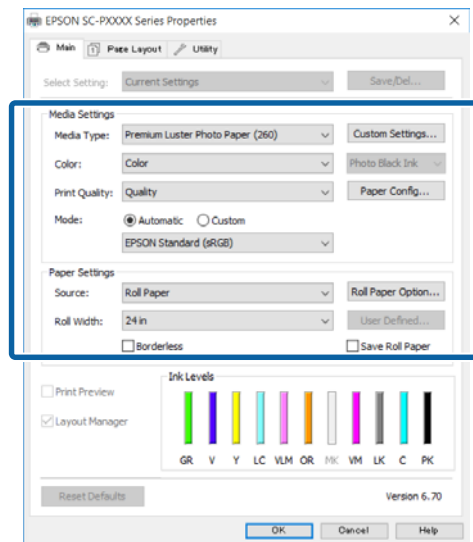 EPSON SC-PXXXX Series Properties
Main Page Layout Utility
Select Setting: Current Settings Save/Del...
Media Settings
Media Type: Premium Luster Photo Paper (260) Custom Settings...
Color: Color Photo Black Ink
Print Quality: Quality Paper Config...
Mode: Automatic Custom
EPSON Standard (sRGB)
Paper Settings
Source: Roll Paper Roll Paper Option...
Roll Width: 24 in User Defined...
Borderless Save Roll Paper
Ink Levels
Print Preview
Layout Manager
GR V Y LC VLM OR MK VM LK C PK
Reset Defaults Version 6.70
OK Cancel Help